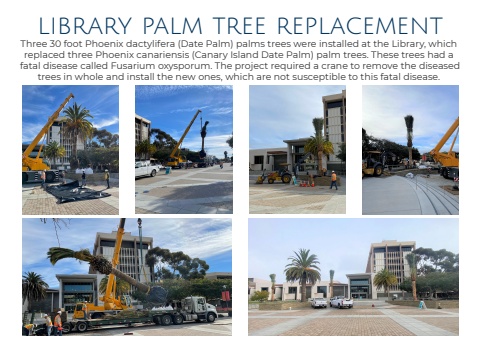 LIBRARY PALM TREE REPLACEMENT
Three 30 foot Phoenix dactylifera (Date Palm) palms trees were installed at the Library, which
replaced three Phoenix canariensis (Canary Island Date Palm) palm trees. These trees had a
fatal disease called Fusarium oxysporum. The project required a crane to remove the diseased
trees in whole and install the new ones, which are not susceptible to this fatal disease.